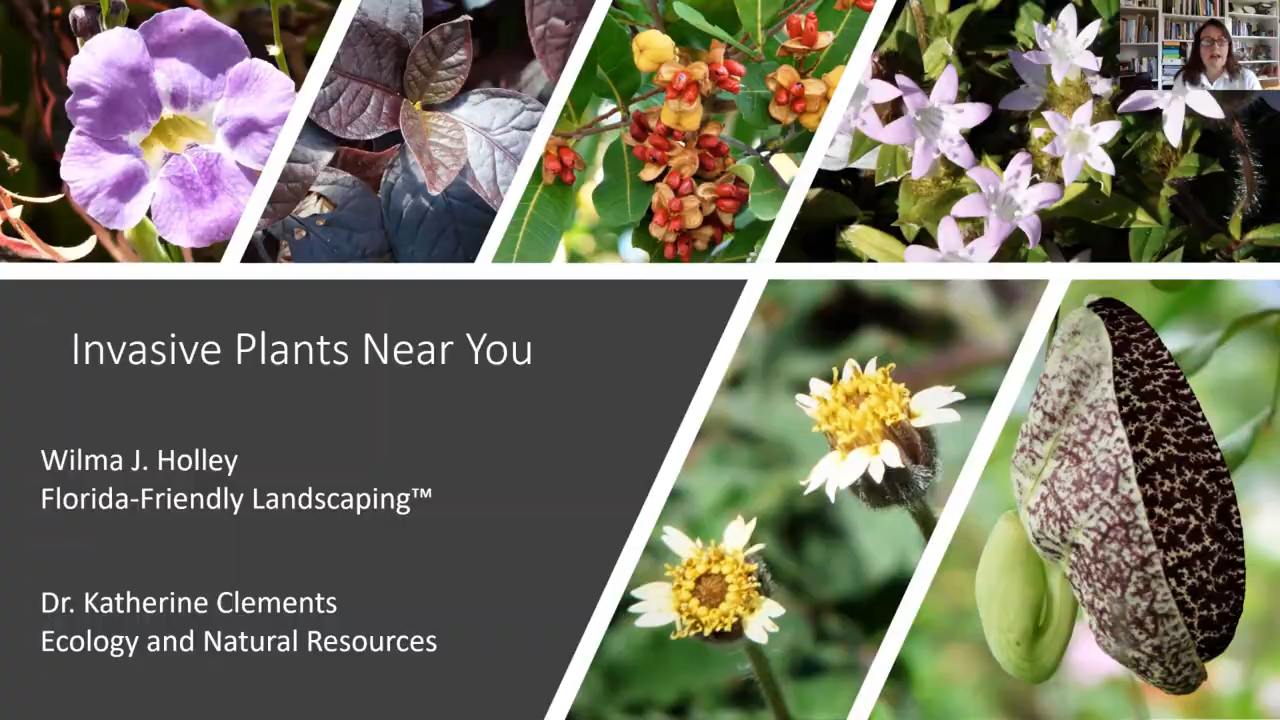 Invasive Plants Near You
Wilma J. Holley
Florida-Friendly Landscaping™
Dr. Katherine Clements
Ecology and Natural Resources